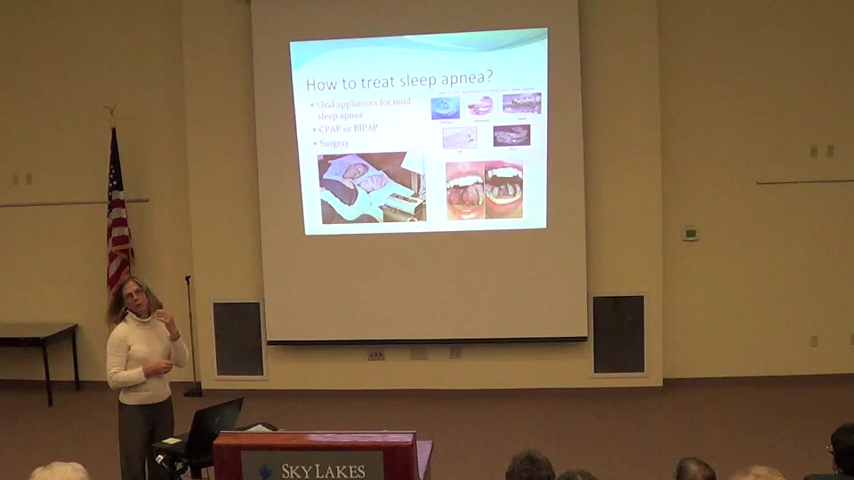 How to treat sleep apnea?
• Oral appliances for mild
sleep apnea
• CPAP or BIPAP
• Surgery
SKY LAKES